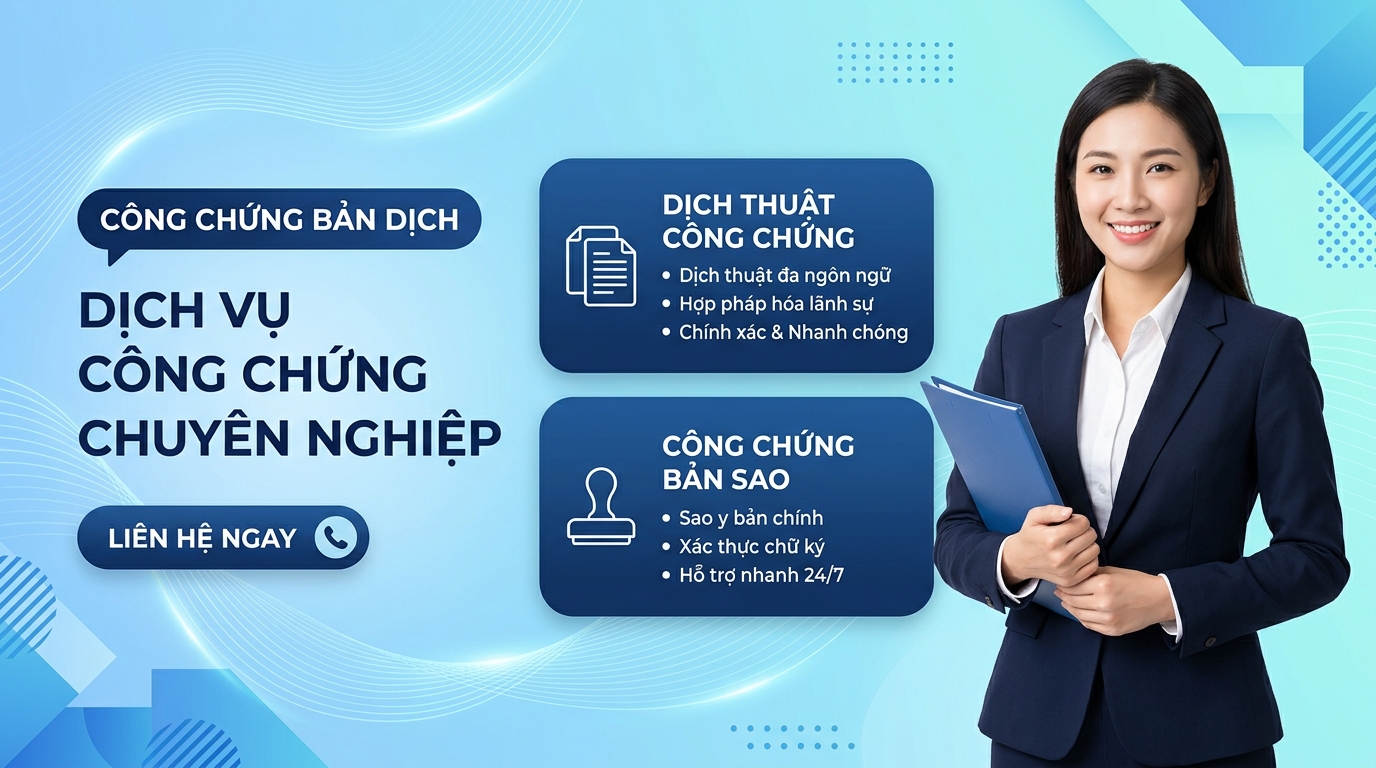 CÔNG CHỨNG BẢN DỊCH
DỊCH VỤ
CÔNG CHỨNG
CHUYÊN NGHIỆP
LIÊN HỆ NGAY
DỊCH THUẬT
CÔNG CHỨNG
• Dịch thuật đa ngôn ngữ
• Hợp pháp hóa lãnh sự
• Chính xác & Nhanh chóng
CÔNG CHỨNG
BẢN SAO
• Sao y bản chính
• Xác thực chữ ký
• Hỗ trợ nhanh 24/7